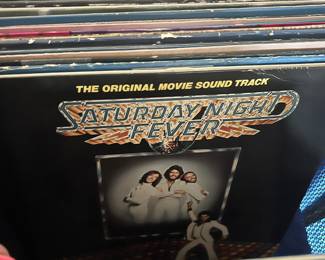 THE ORIGINAL MOVIE SOUND TRACK
SATURDAY NIGHT
FEVER